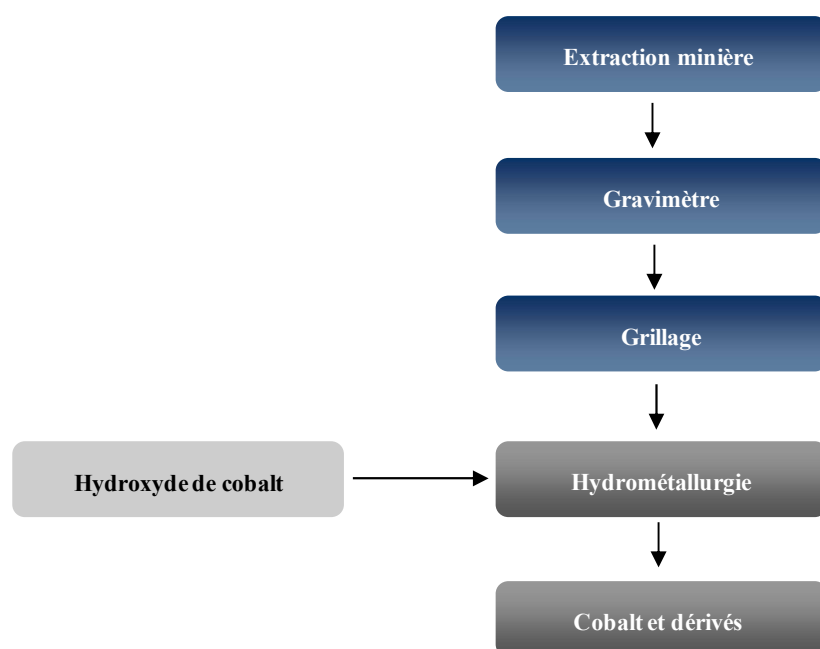 Extraction minière
Gravimètre
Grillage
Hydroxyde de cobalt
Hydrométallurgie
Cobalt et dérivés